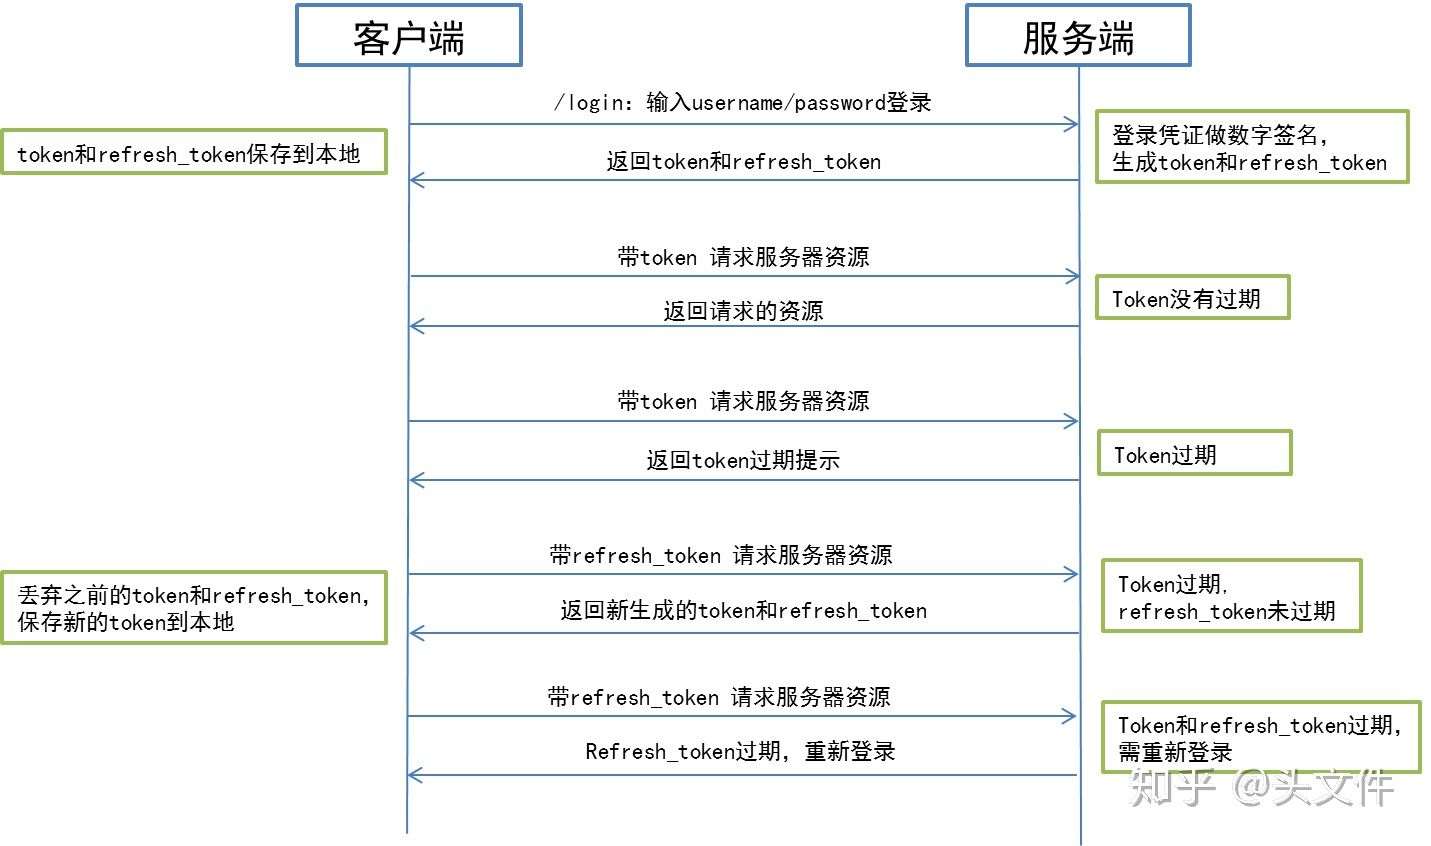 客户端
服务端
/login：输入username/password登录
登录凭证做数字签名，
生成token和refresh_token
token和refresh_token保存到本地
返回token和refresh_token
带token 请求服务器资源
Token没有过期
返回请求的资源
带token 请求服务器资源
Token过期
返回token过期提示
带refresh_token 请求服务器资源
Token过期，
refresh_token未过期
丢弃之前的token和refresh_token，
保存新的token到本地
返回新生成的token和refresh_token
带refresh_token 请求服务器资源
Token和refresh_token过期，
需重新登录
Refresh_token过期，重新登录
知乎 @头文件